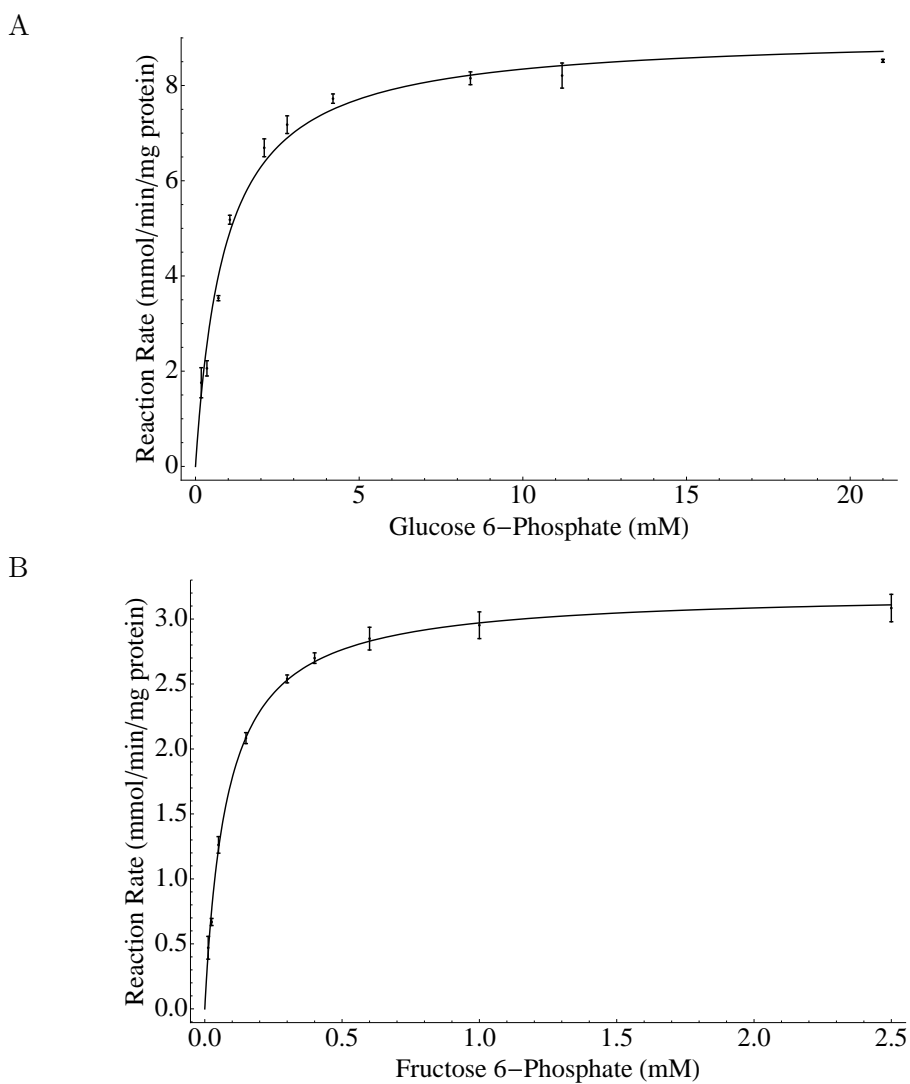 A
8
6
4
2
0
Reaction Rate (mmol/min/mg protein)
0 5 10 15 20
Glucose 6−Phosphate (mM)
B
3.0
2.5
2.0
1.5
1.0
0.5
0.0
Reaction Rate (mmol/min/mg protein)
0.0 0.5 1.0 1.5 2.0 2.5
Fructose 6−Phosphate (mM)